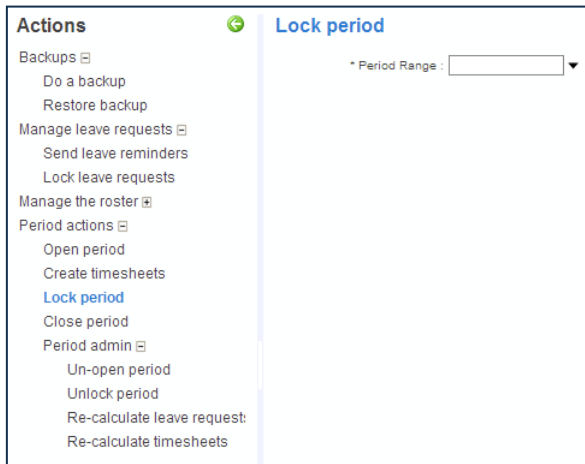 Actions
Backups
Do a backup
Restore backup
Manage leave requests
Send leave reminders
Lock leave requests
Manage the roster
Period actions
Open period
Create timesheets
Lock period
Close period
Period admin
Un-open period
Unlock period
Re-calculate leave request
Re-calculate timesheets
Lock period
* Period Range :